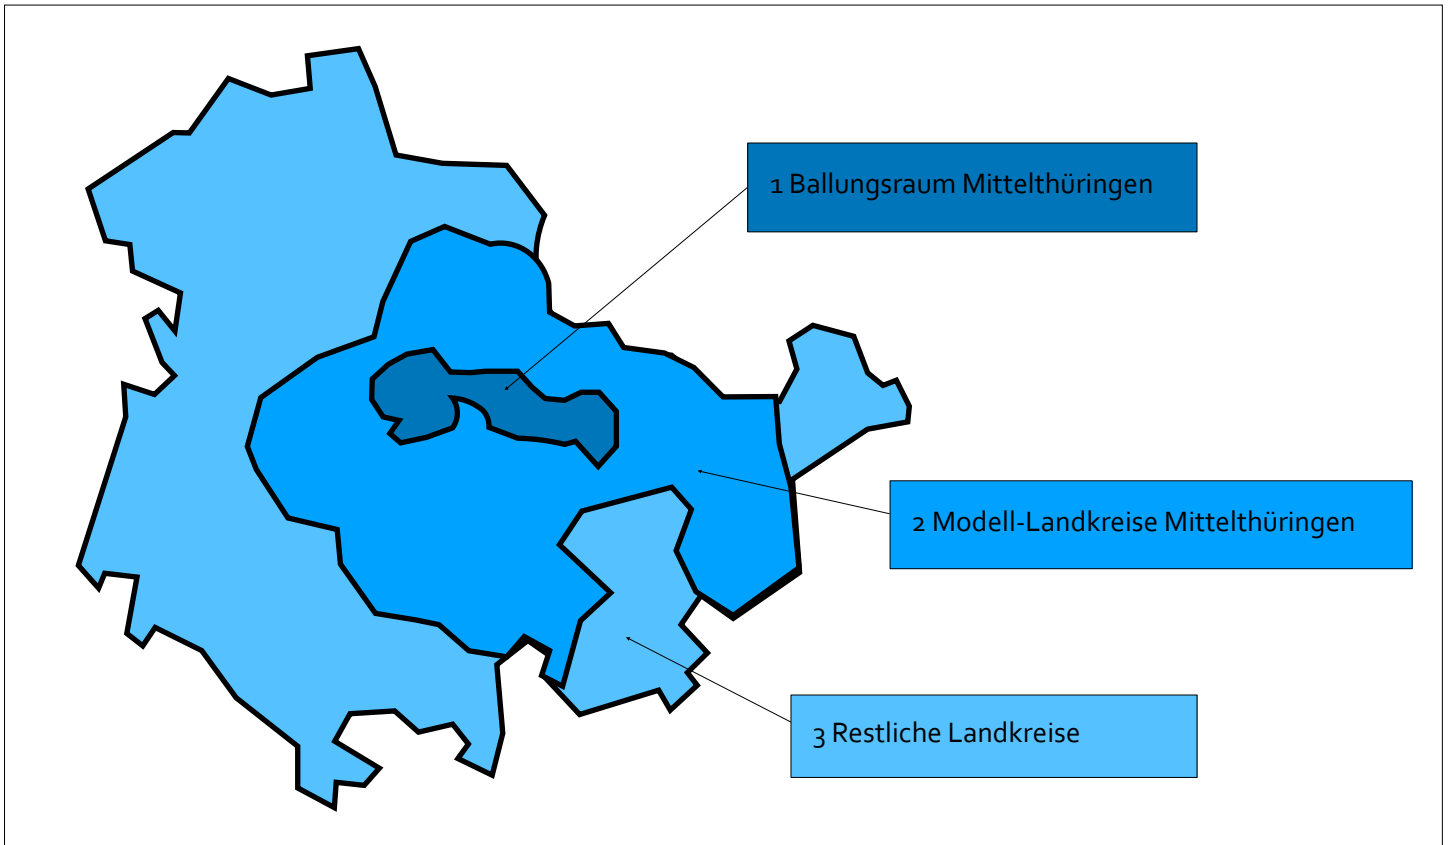 1 Ballungsraum Mittelthüringen
2 Modell-Landkreise Mittelthüringen
3 Restliche Landkreise